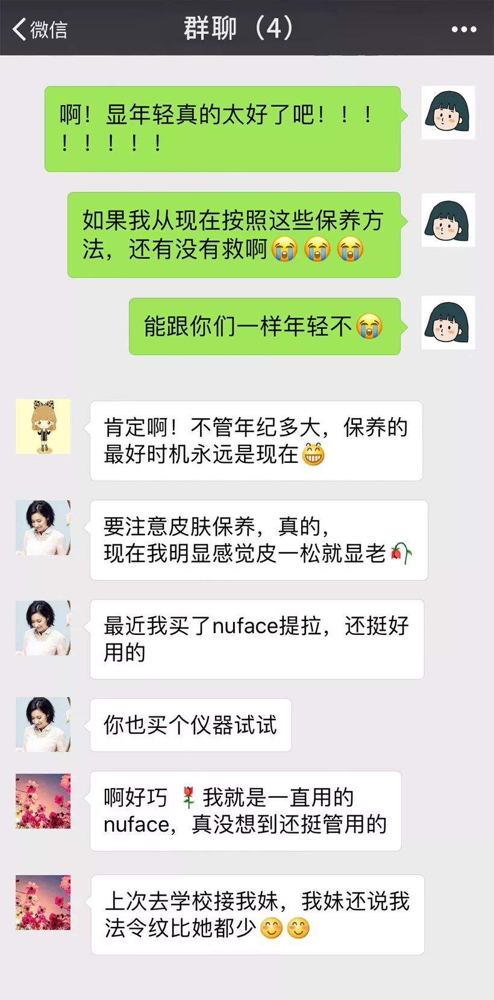 微信
群聊（4）
啊！显年轻真的太好了吧！！！
！！！！！
如果我从现在按照这些保养方
法，还有没有救啊😭😭😭
能跟你们一样年轻不😭
肯定啊！不管年纪多大，保养的
最好时机永远是现在😁
要注意皮肤保养，真的，
现在我明显感觉皮一松就显老🥀
最近我买了nuface提拉，还挺好
用的
你也买个仪器试试
啊好巧 🌹我就是一直用的
nuface，真没想到还挺管用的
上次去学校接我妹，我妹还说我
法令纹比她都少😊😊